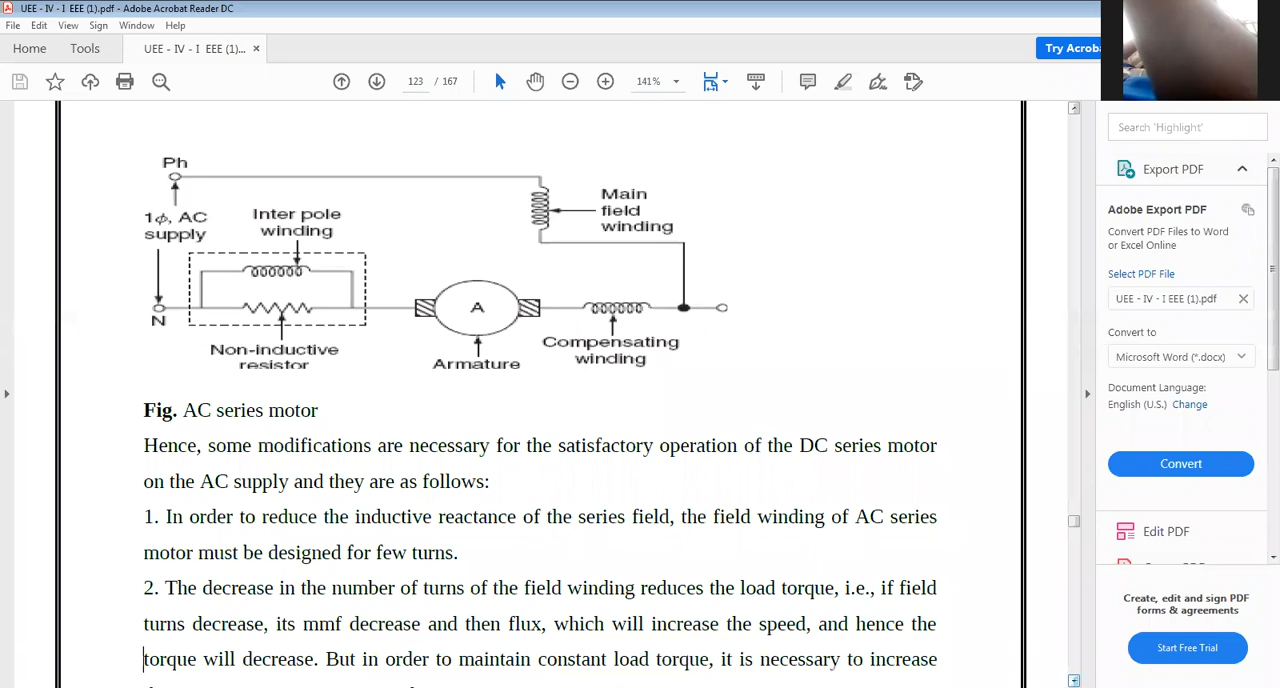 UEE - IV - I EEE (1).pdf - Adobe Acrobat Reader DC
File Edit View Sign Window Help
Home Tools UEE - IV - I EEE (1)... × Try Acroba
123 / 167 141%
Ph
1ϕ, AC
supply
N
Inter pole
winding
Non-inductive
resistor
A
Armature
Main
field
winding
Compensating
winding
Fig. AC series motor
Hence, some modifications are necessary for the satisfactory operation of the DC series motor
on the AC supply and they are as follows:
1. In order to reduce the inductive reactance of the series field, the field winding of AC series
motor must be designed for few turns.
2. The decrease in the number of turns of the field winding reduces the load torque, i.e., if field
turns decrease, its mmf decrease and then flux, which will increase the speed, and hence the
torque will decrease. But in order to maintain constant load torque, it is necessary to increase
Search 'Highlight'
Export PDF
Adobe Export PDF
Convert PDF Files to Word
or Excel Online
Select PDF File
UEE - IV - I EEE (1).pdf
Convert to
Microsoft Word (*.docx)
Document Language:
English (U.S.) Change
Convert
Edit PDF
Create, edit and sign PDF
forms & agreements
Start Free Trial